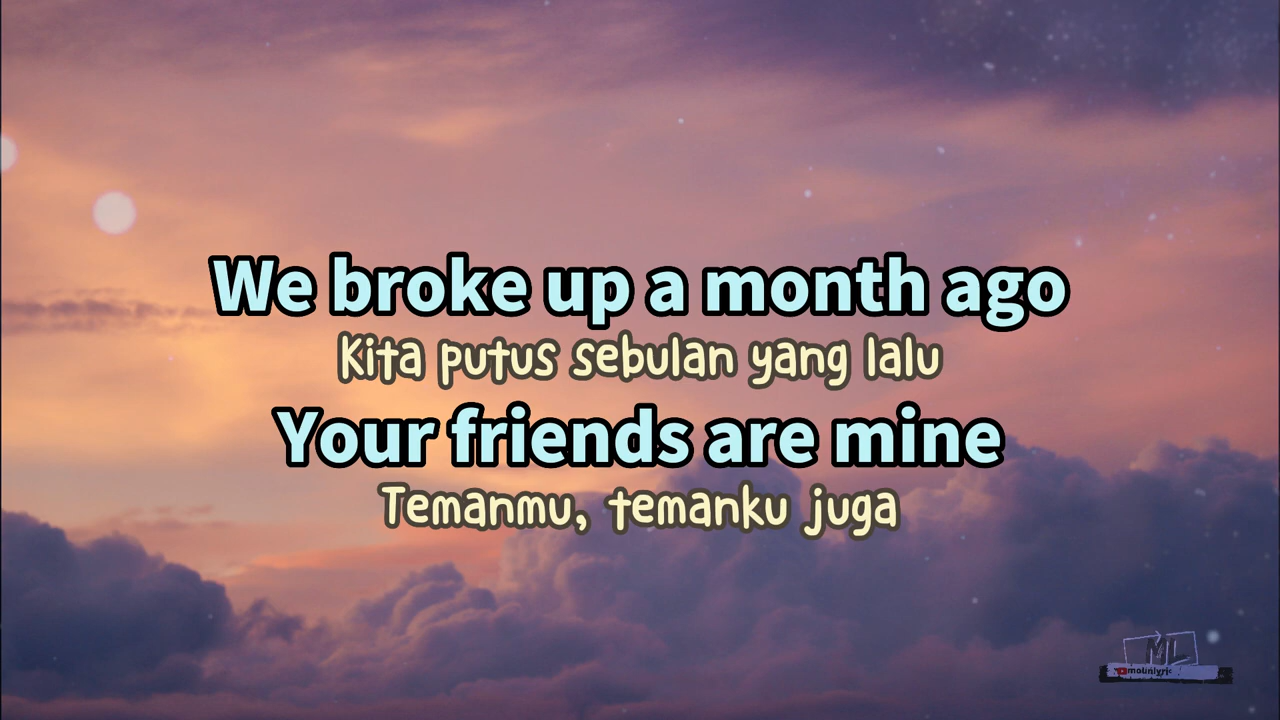 We broke up a month ago
Kita putus sebulan yang lalu
Your friends are mine
Temanmu, temanku juga
ML